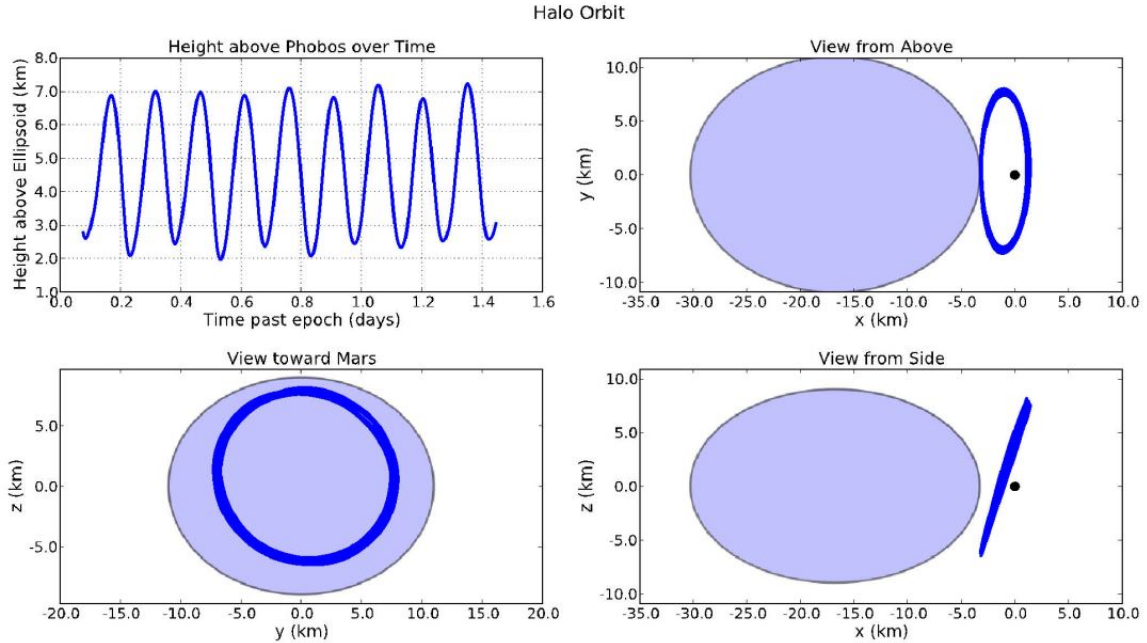 Halo Orbit
Height above Phobos over Time
Height above Ellipsoid (km)
8.0
7.0
6.0
5.0
4.0
3.0
2.0
1.0
0.0 0.2 0.4 0.6 0.8 1.0 1.2 1.4 1.6
Time past epoch (days)
View from Above
y (km)
10.0
5.0
0.0
-5.0
-10.0
-35.0 -30.0 -25.0 -20.0 -15.0 -10.0 -5.0 0.0 5.0 10.0
x (km)
View toward Mars
z (km)
5.0
0.0
-5.0
-20.0 -15.0 -10.0 -5.0 0.0 5.0 10.0 15.0 20.0
y (km)
View from Side
z (km)
10.0
5.0
0.0
-5.0
-10.0
-35.0 -30.0 -25.0 -20.0 -15.0 -10.0 -5.0 0.0 5.0 10.0
x (km)